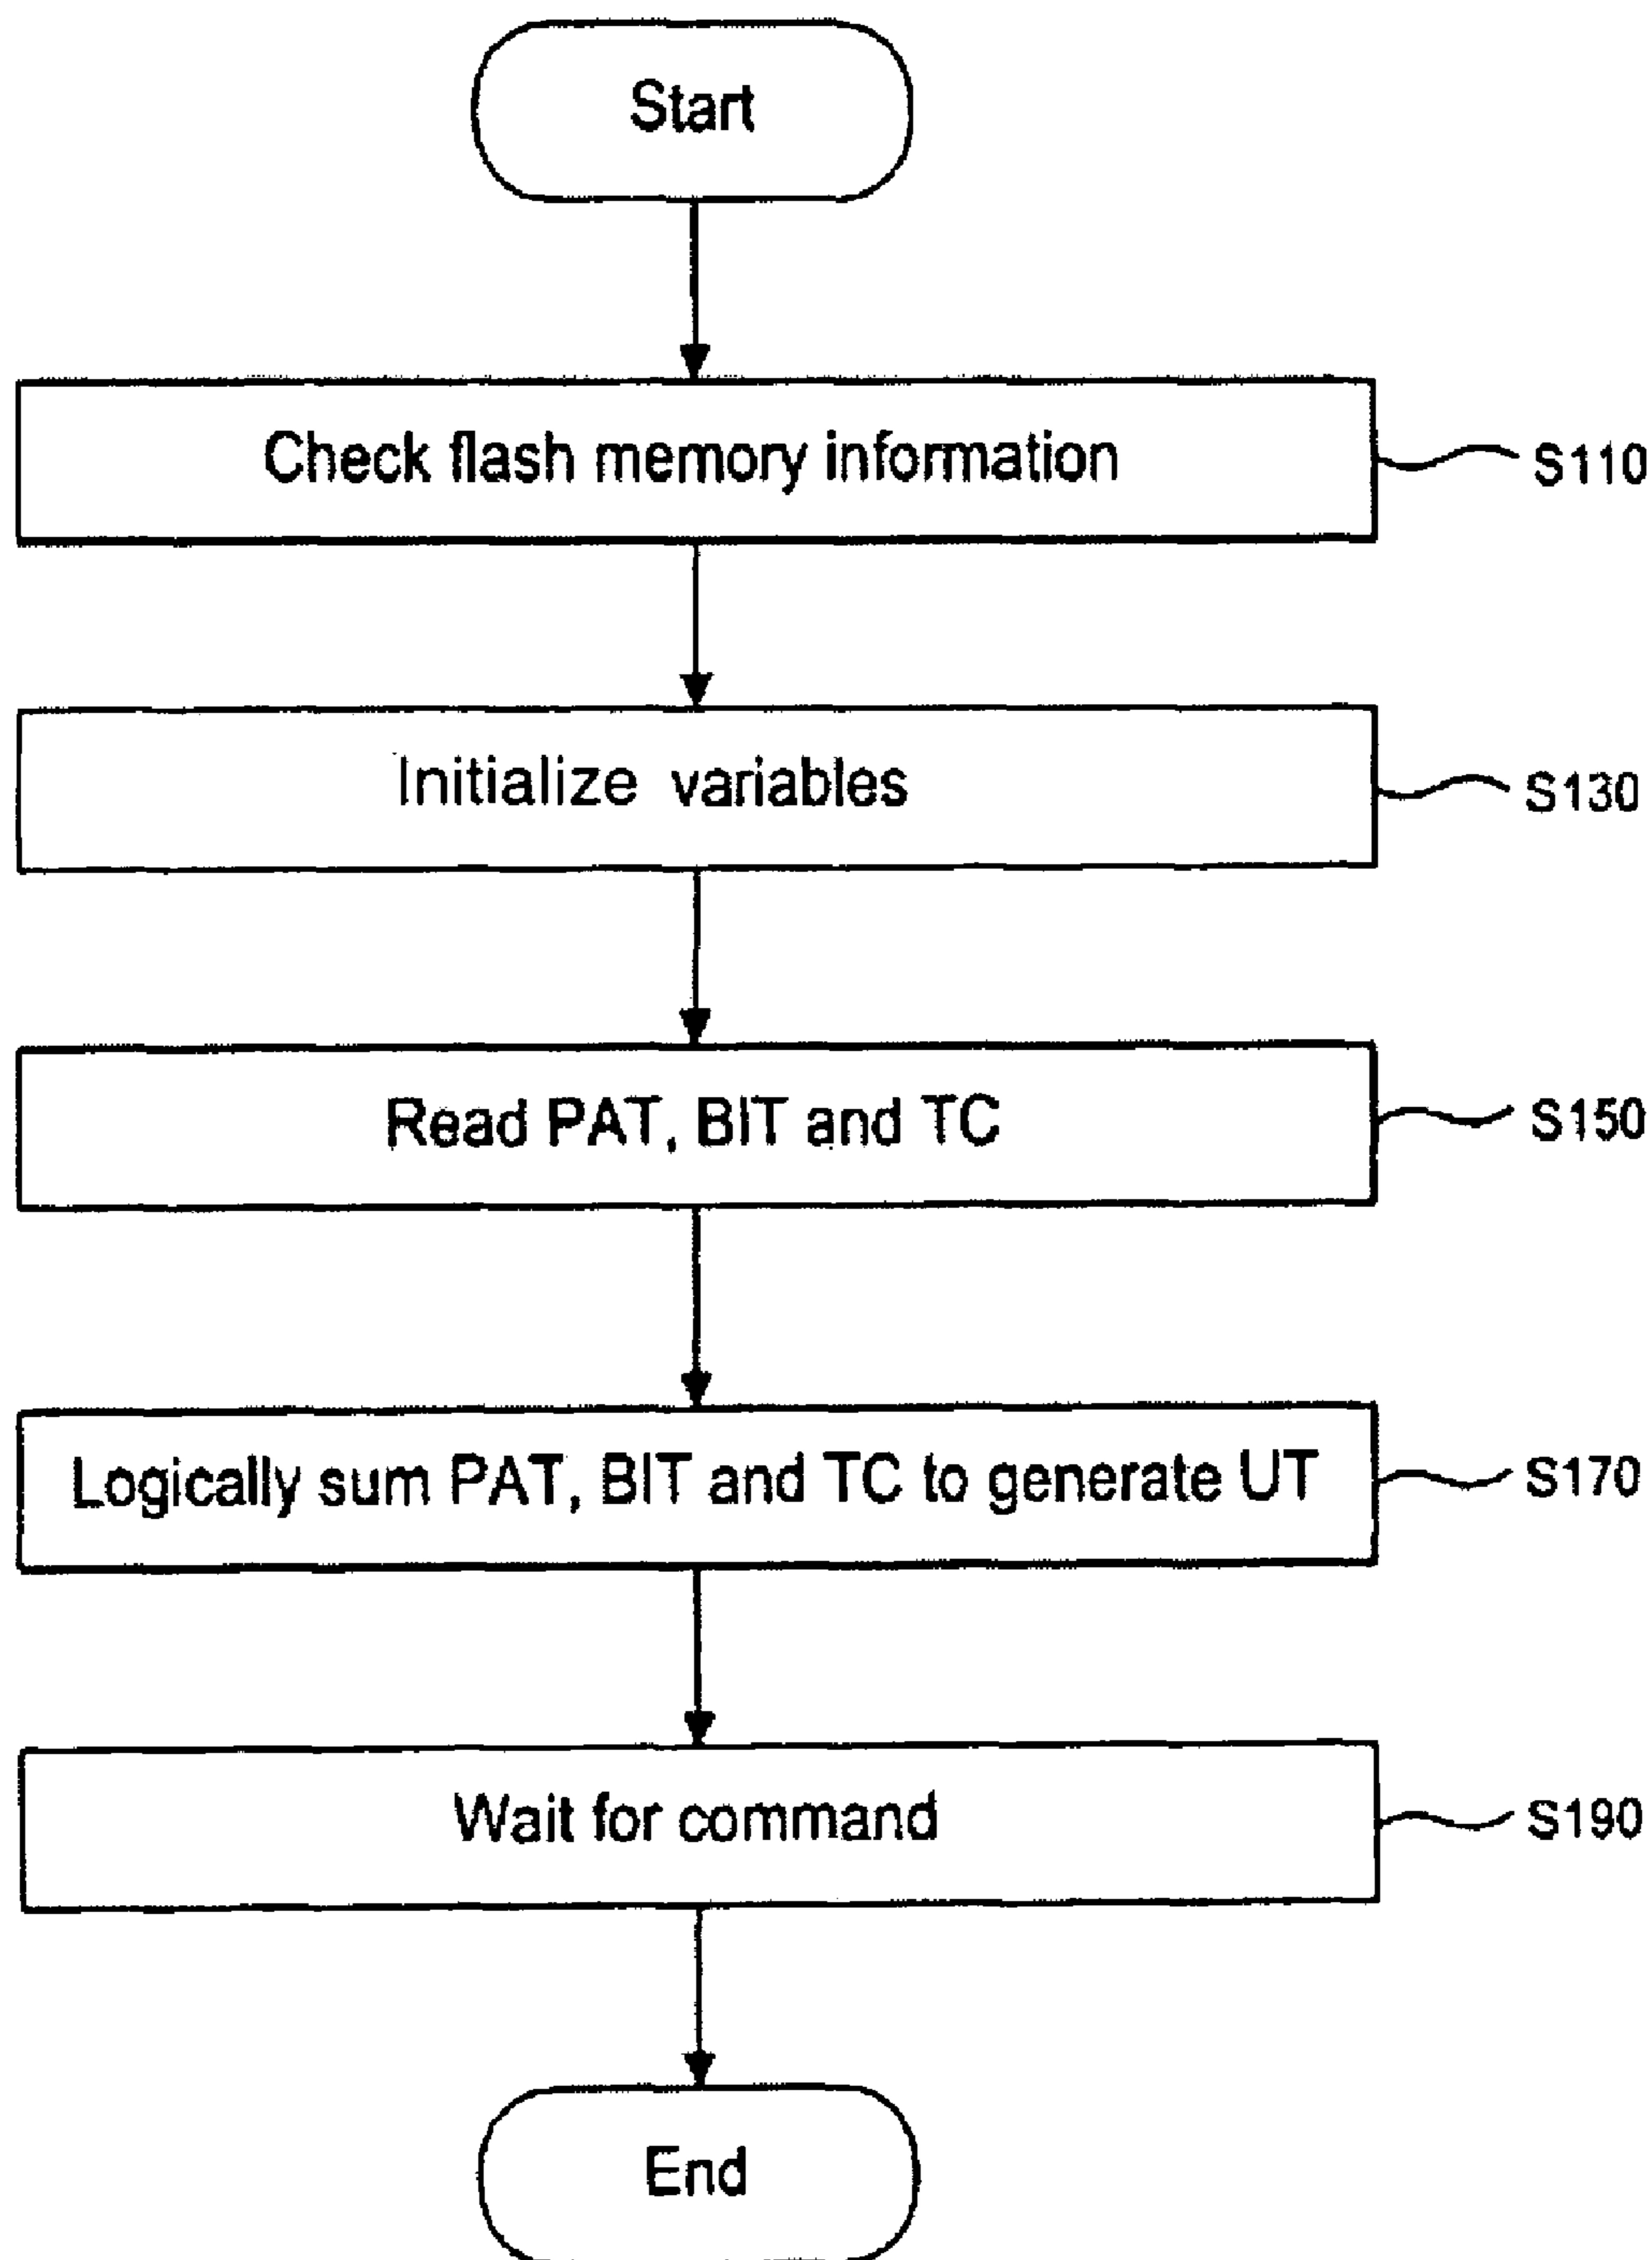 Start
Check flash memory information
S110
Initialize variables
S130
Read PAT, BIT and TC
S150
Logically sum PAT, BIT and TC to generate UT
S170
Wait for command
S190
End